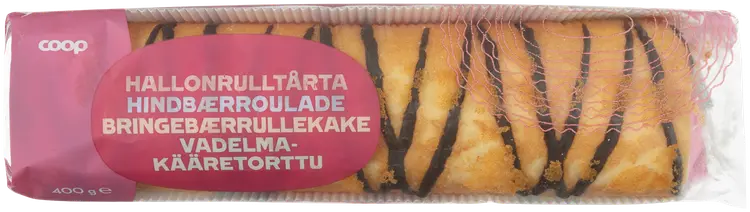 coop
HALLONRULLTÅRTA
HINDBÆRROULADE
BRINGEBÆRRULLEKAKE
VADELMA-
KÄÄRETORTTU
400 g ℮